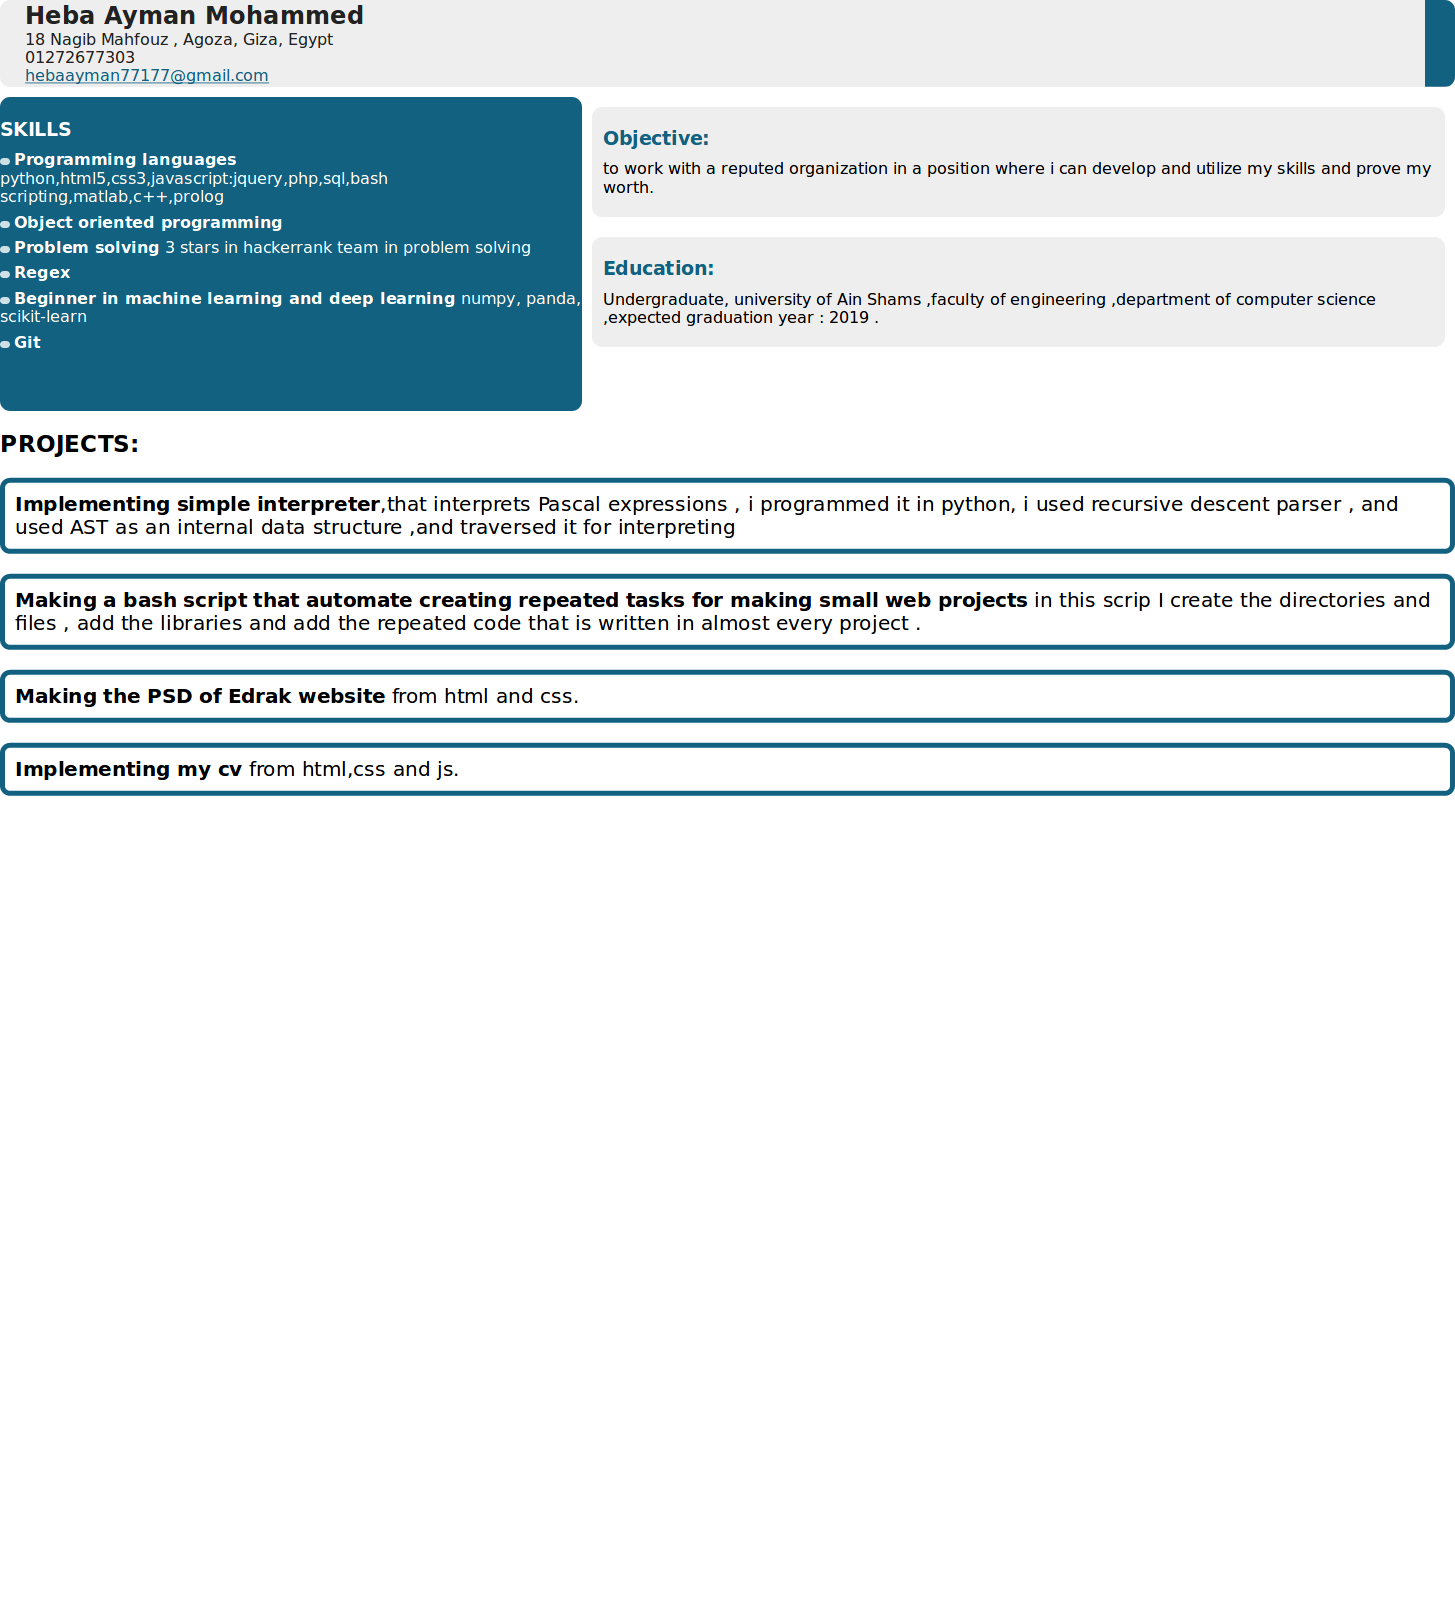 Heba Ayman Mohammed
18 Nagib Mahfouz , Agoza, Giza, Egypt
01272677303
hebaayman77177@gmail.com
SKILLS
Programming languages
python,html5,css3,javascript:jquery,php,sql,bash
scripting,matlab,c++,prolog
Object oriented programming
Problem solving 3 stars in hackerrank team in problem solving
Regex
Beginner in machine learning and deep learning numpy, panda,
scikit-learn
Git
Objective:
to work with a reputed organization in a position where i can develop and utilize my skills and prove my
worth.
Education:
Undergraduate, university of Ain Shams ,faculty of engineering ,department of computer science
,expected graduation year : 2019 .
PROJECTS:
Implementing simple interpreter,that interprets Pascal expressions , i programmed it in python, i used recursive descent parser , and
used AST as an internal data structure ,and traversed it for interpreting
Making a bash script that automate creating repeated tasks for making small web projects in this scrip I create the directories and
files , add the libraries and add the repeated code that is written in almost every project .
Making the PSD of Edrak website from html and css.
Implementing my cv from html,css and js.